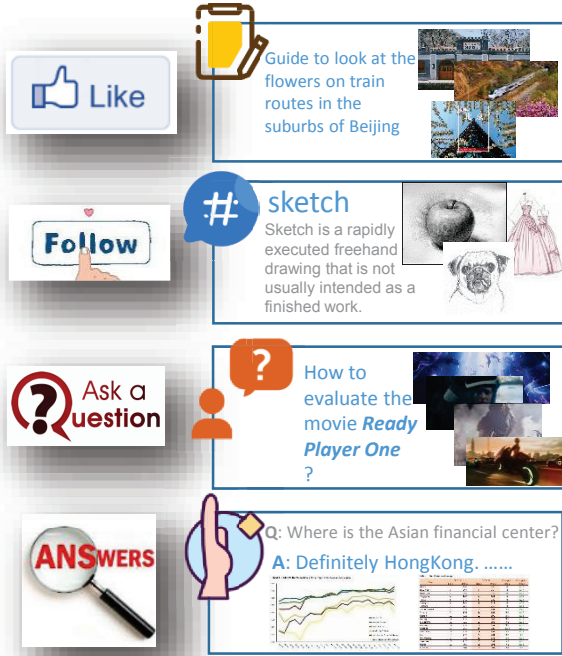 Like
Guide to look at the
flowers on train
routes in the
suburbs of Beijing
Follow
#
sketch
Sketch is a rapidly
executed freehand
drawing that is not
usually intended as a
finished work.
Ask a
Question
?
How to
evaluate the
movie Ready
Player One
?
ANSWERS
Q: Where is the Asian financial center?
A: Definitely HongKong. ......